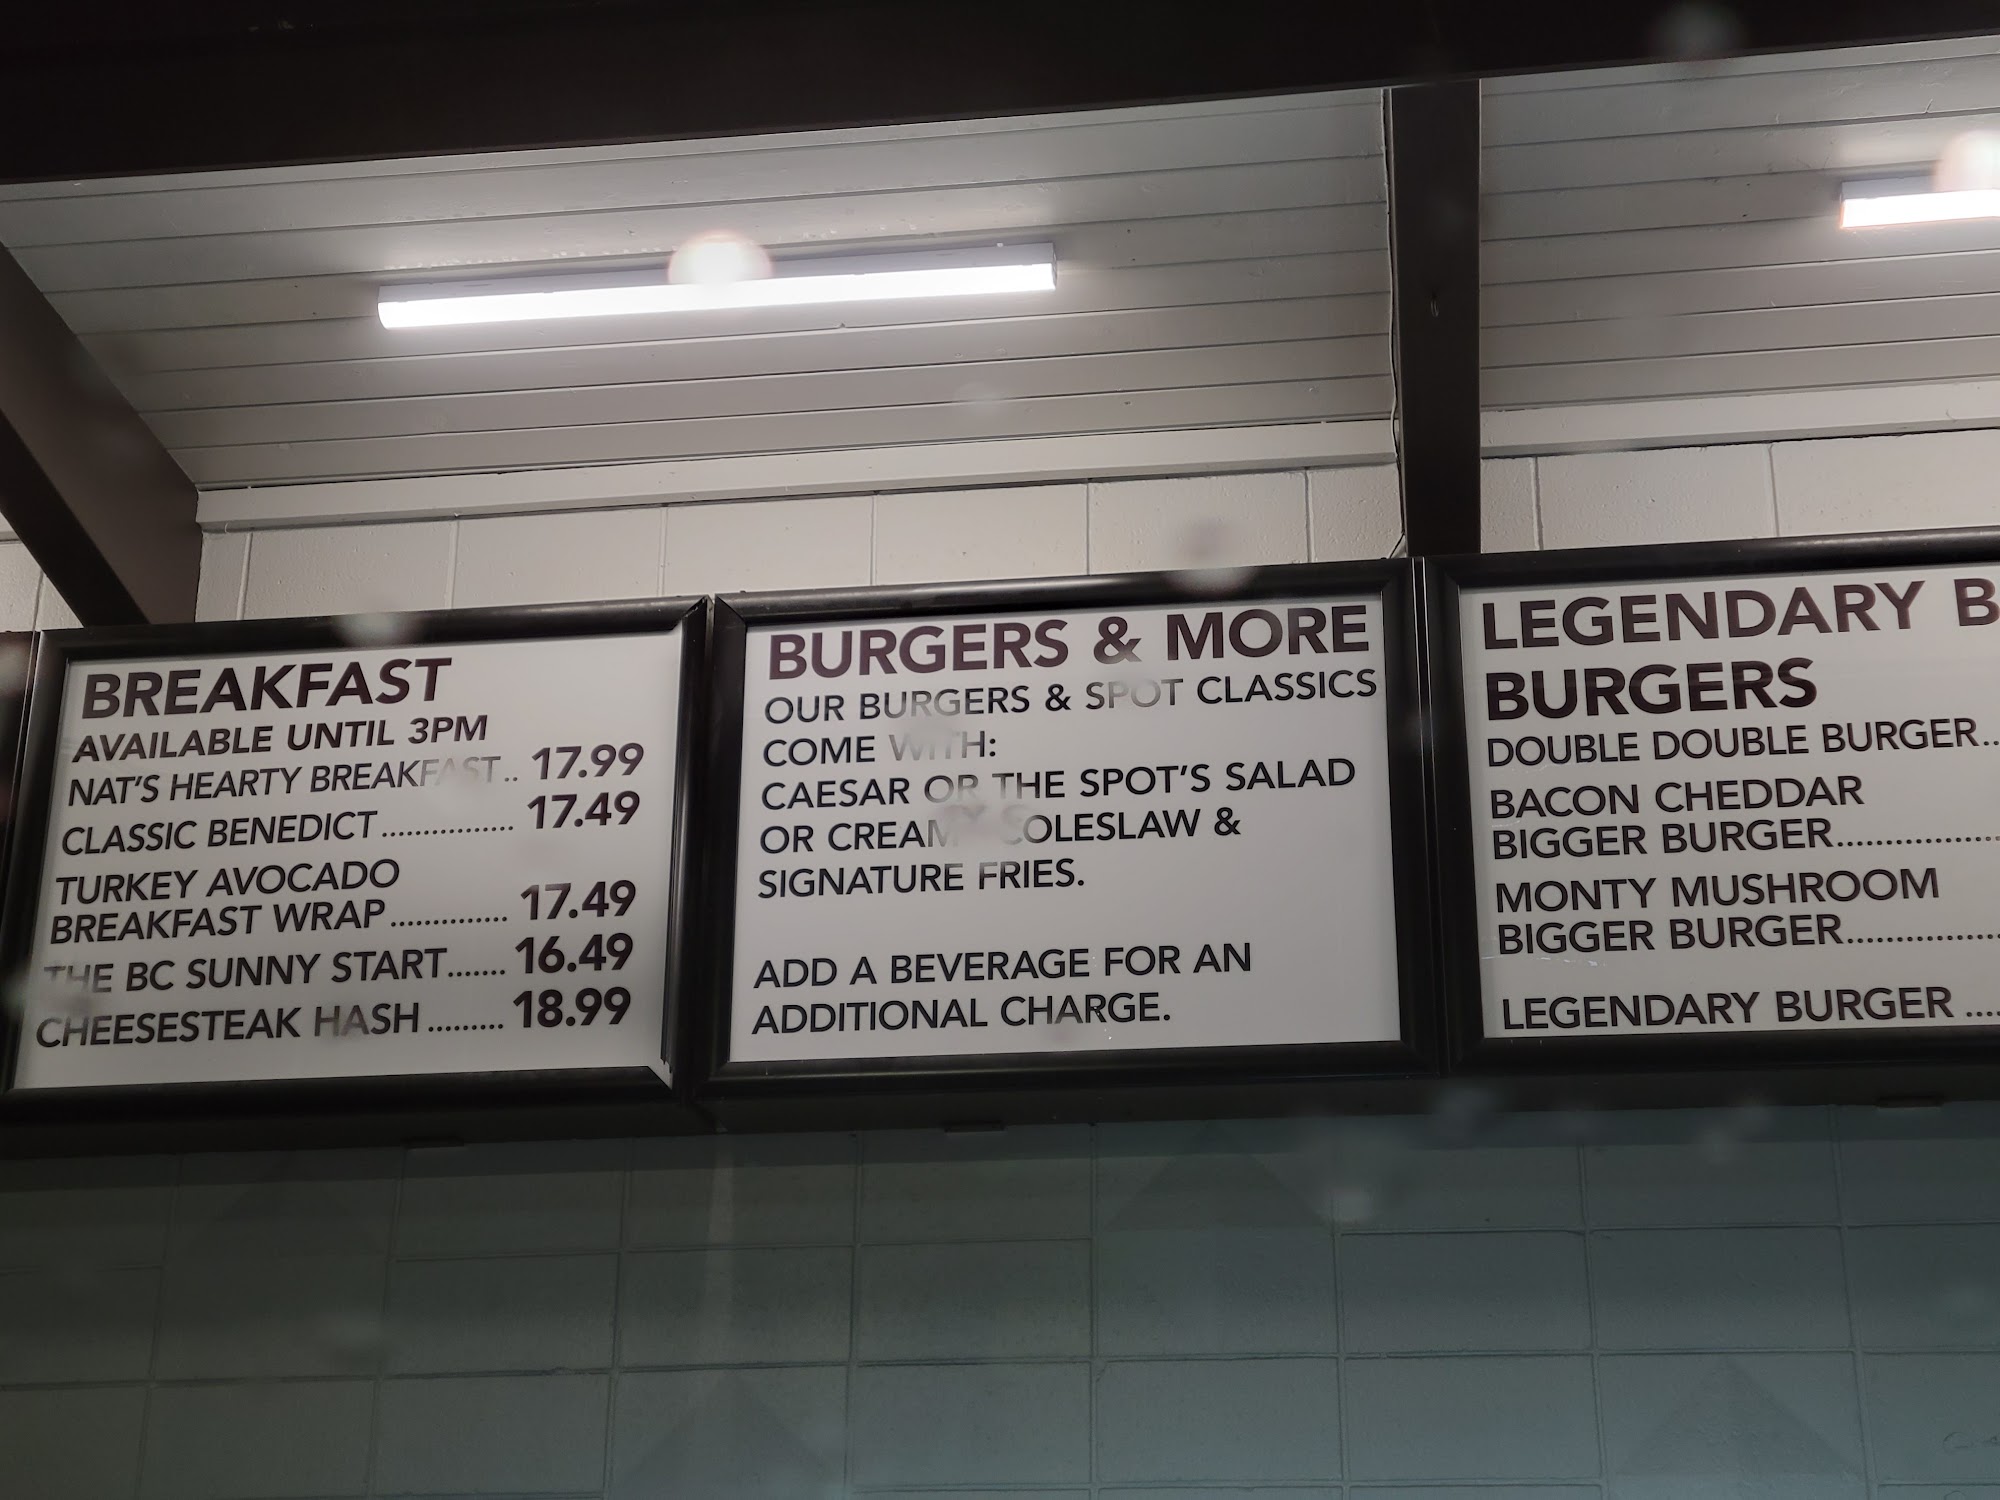 BREAKFAST
AVAILABLE UNTIL 3PM
NAT'S HEARTY BREAKFAST.. 17.99
CLASSIC BENEDICT................ 17.49
TURKEY AVOCADO
BREAKFAST WRAP.............. 17.49
THE BC SUNNY START....... 16.49
CHEESESTEAK HASH......... 18.99
BURGERS & MORE
OUR BURGERS & SPOT CLASSICS
COME WITH:
CAESAR OR THE SPOT'S SALAD
OR CREAMY COLESLAW &
SIGNATURE FRIES.
ADD A BEVERAGE FOR AN
ADDITIONAL CHARGE.
LEGENDARY B
BURGERS
DOUBLE DOUBLE BURGER..
BACON CHEDDAR
BIGGER BURGER...................
MONTY MUSHROOM
BIGGER BURGER..................
LEGENDARY BURGER ....